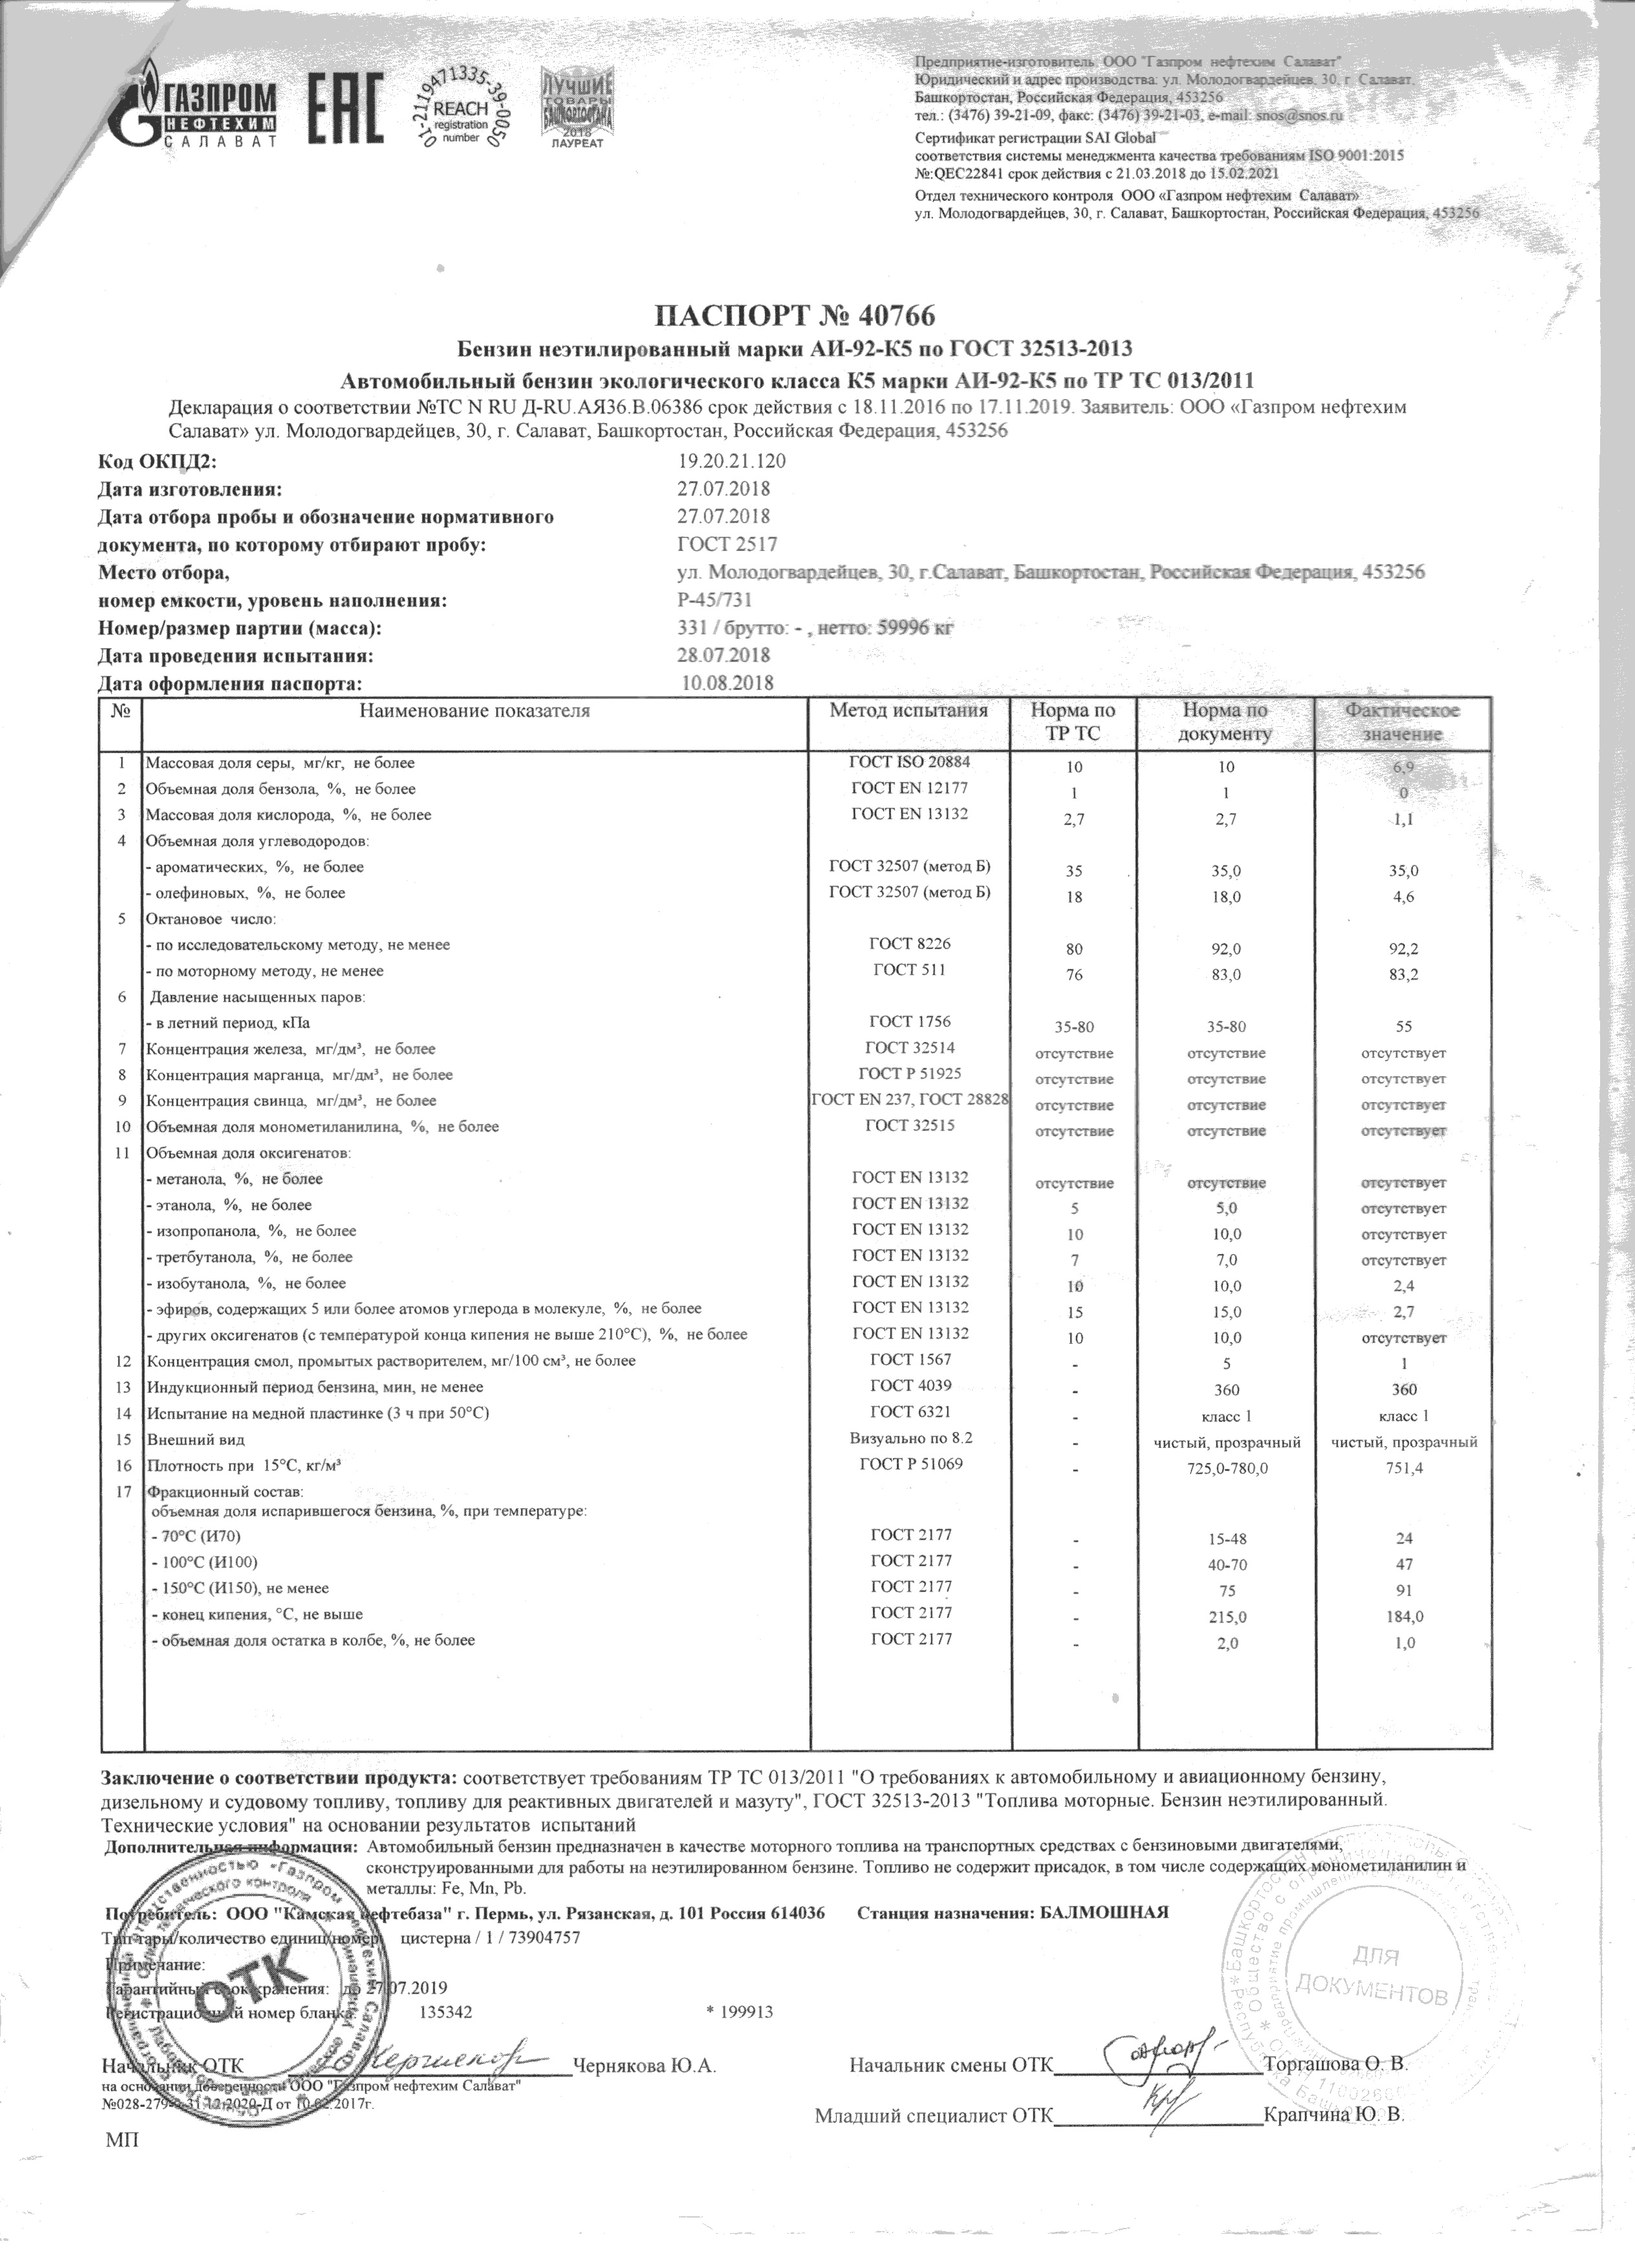 ГАЗПРОМ
НЕФТЕХИМ
САЛАВАТ
ЕАС
01-2119471335-39-0050
REACH
registration
number
ЛУЧШИЕ
ТОВАРЫ
БАШКОРТОСТАНА
2018
ЛАУРЕАТ
Предприятие-изготовитель: ООО "Газпром нефтехим Салават"
Юридический и адрес производства: ул. Молодогвардейцев, 30, г. Салават,
Башкортостан, Российская Федерация, 453256
тел.: (3476) 39-21-09, факс: (3476) 39-21-03, e-mail: snos@snos.ru
Сертификат регистрации SAI Global
соответствия системы менеджмента качества требованиям ISO 9001:2015
№:QEC22841 срок действия с 21.03.2018 до 15.02.2021
Отдел технического контроля ООО «Газпром нефтехим Салават»
ул. Молодогвардейцев, 30, г. Салават, Башкортостан, Российская Федерация, 453256
ПАСПОРТ № 40766
Бензин неэтилированный марки АИ-92-К5 по ГОСТ 32513-2013
Автомобильный бензин экологического класса К5 марки АИ-92-К5 по ТР ТС 013/2011
Декларация о соответствии №ТС N RU Д-RU.АЯ36.В.06386 срок действия с 18.11.2016 по 17.11.2019. Заявитель: ООО «Газпром нефтехим
Салават» ул. Молодогвардейцев, 30, г. Салават, Башкортостан, Российская Федерация, 453256
Код ОКПД2: 19.20.21.120
Дата изготовления: 27.07.2018
Дата отбора пробы и обозначение нормативного 27.07.2018
документа, по которому отбирают пробу: ГОСТ 2517
Место отбора, ул. Молодогвардейцев, 30, г.Салават, Башкортостан, Российская Федерация, 453256
номер емкости, уровень наполнения: Р-45/731
Номер/размер партии (масса): 331 / брутто: - , нетто: 59996 кг
Дата проведения испытания: 28.07.2018
Дата оформления паспорта: 10.08.2018
№ Наименование показателя Метод испытания Норма по ТР ТС Норма по документу Фактическое значение
1 Массовая доля серы, мг/кг, не более ГОСТ ISO 20884 10 10 6,9
2 Объемная доля бензола, %, не более ГОСТ EN 12177 1 1 0
3 Массовая доля кислорода, %, не более ГОСТ EN 13132 2,7 2,7 1,1
4 Объемная доля углеводородов:
- ароматических, %, не более ГОСТ 32507 (метод Б) 35 35,0 35,0
- олефиновых, %, не более ГОСТ 32507 (метод Б) 18 18,0 4,6
5 Октановое число:
- по исследовательскому методу, не менее ГОСТ 8226 80 92,0 92,2
- по моторному методу, не менее ГОСТ 511 76 83,0 83,2
6 Давление насыщенных паров:
- в летний период, кПа ГОСТ 1756 35-80 35-80 55
7 Концентрация железа, мг/дм³, не более ГОСТ 32514 отсутствие отсутствие отсутствует
8 Концентрация марганца, мг/дм³, не более ГОСТ Р 51925 отсутствие отсутствие отсутствует
9 Концентрация свинца, мг/дм³, не более ГОСТ EN 237, ГОСТ 28828 отсутствие отсутствие отсутствует
10 Объемная доля монометиланилина, %, не более ГОСТ 32515 отсутствие отсутствие отсутствует
11 Объемная доля оксигенатов:
- метанола, %, не более ГОСТ EN 13132 отсутствие отсутствие отсутствует
- этанола, %, не более ГОСТ EN 13132 5 5,0 отсутствует
- изопропанола, %, не более ГОСТ EN 13132 10 10,0 отсутствует
- третбутанола, %, не более ГОСТ EN 13132 7 7,0 отсутствует
- изобутанола, %, не более ГОСТ EN 13132 10 10,0 2,4
- эфиров, содержащих 5 или более атомов углерода в молекуле, %, не более ГОСТ EN 13132 15 15,0 2,7
- других оксигенатов (с температурой конца кипения не выше 210°С), %, не более ГОСТ EN 13132 10 10,0 отсутствует
12 Концентрация смол, промытых растворителем, мг/100 см³, не более ГОСТ 1567 - 5 1
13 Индукционный период бензина, мин, не менее ГОСТ 4039 - 360 360
14 Испытание на медной пластинке (3 ч при 50°С) ГОСТ 6321 - класс 1 класс 1
15 Внешний вид Визуально по 8.2 - чистый, прозрачный чистый, прозрачный
16 Плотность при 15°С, кг/м³ ГОСТ Р 51069 - 725,0-780,0 751,4
17 Фракционный состав:
объемная доля испарившегося бензина, %, при температуре:
- 70°С (И70) ГОСТ 2177 - 15-48 24
- 100°С (И100) ГОСТ 2177 - 40-70 47
- 150°С (И150), не менее ГОСТ 2177 - 75 91
- конец кипения, °С, не выше ГОСТ 2177 - 215,0 184,0
- объемная доля остатка в колбе, %, не более ГОСТ 2177 - 2,0 1,0
Заключение о соответствии продукта: соответствует требованиям ТР ТС 013/2011 "О требованиях к автомобильному и авиационному бензину,
дизельному и судовому топливу, топливу для реактивных двигателей и мазуту", ГОСТ 32513-2013 "Топлива моторные. Бензин неэтилированный.
Технические условия" на основании результатов испытаний
Дополнительная информация: Автомобильный бензин предназначен в качестве моторного топлива на транспортных средствах с бензиновыми двигателями,
сконструированными для работы на неэтилированном бензине. Топливо не содержит присадок, в том числе содержащих монометиланилин и
металлы: Fe, Mn, Pb.
Потребитель: ООО "Камская нефтебаза" г. Пермь, ул. Рязанская, д. 101 Россия 614036 Станция назначения: БАЛМОШНАЯ
Тип тары/количество единиц/номер: цистерна / 1 / 73904757
Примечание:
Гарантийный срок хранения: до 27.07.2019
Регистрационный номер бланка 135342 * 199913
ОТК
ДЛЯ
ДОКУМЕНТОВ
Начальник ОТК Чернякова Ю.А. Начальник смены ОТК Торгашова О. В.
на основании доверенности ООО "Газпром нефтехим Салават"
10.02.2017г.
Младший специалист ОТК Крапчина Ю. В.
МП